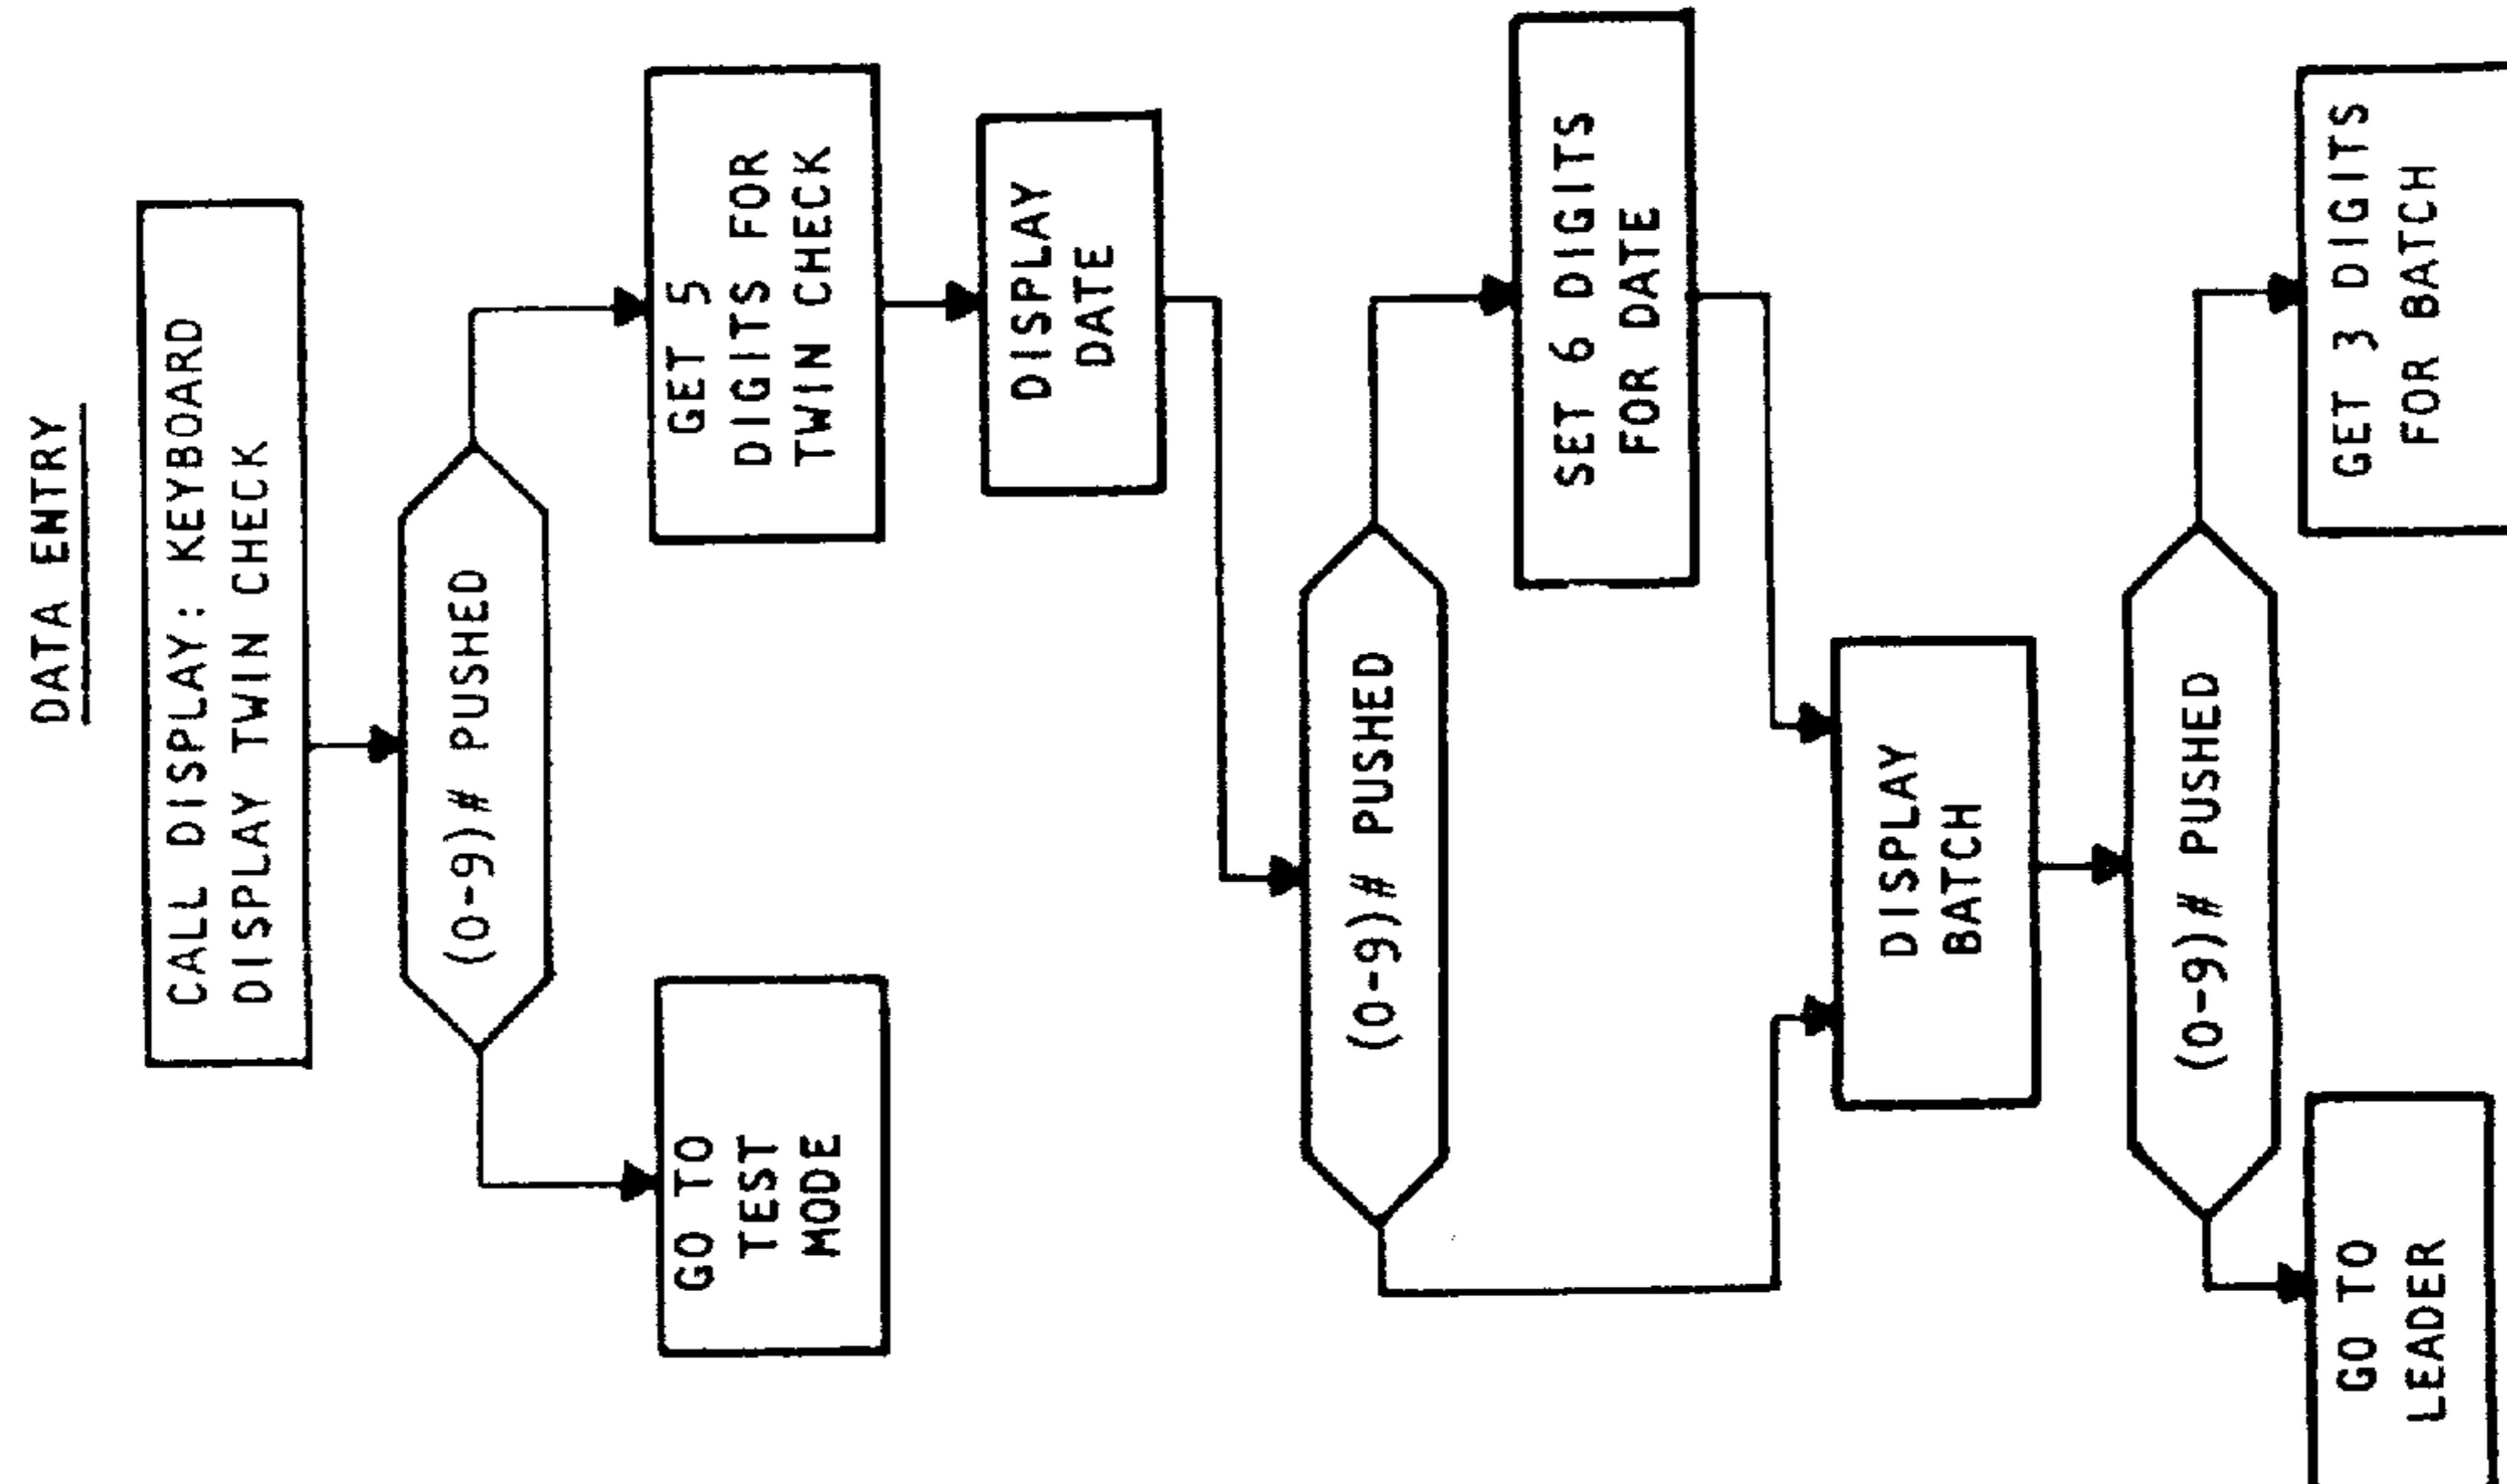 DATA ENTRY
CALL DISPLAY: KEYBOARD
DISPLAY TWIN CHECK
(0-9)# PUSHED
GO TO
TEST
MODE
GET 5
DIGITS FOR
TWIN CHECK
DISPLAY
DATE
(0-9)# PUSHED
SET 6 DIGITS
FOR DATE
DISPLAY
BATCH
(0-9)# PUSHED
GO TO
LEADER
GET 3 DIGITS
FOR BATCH